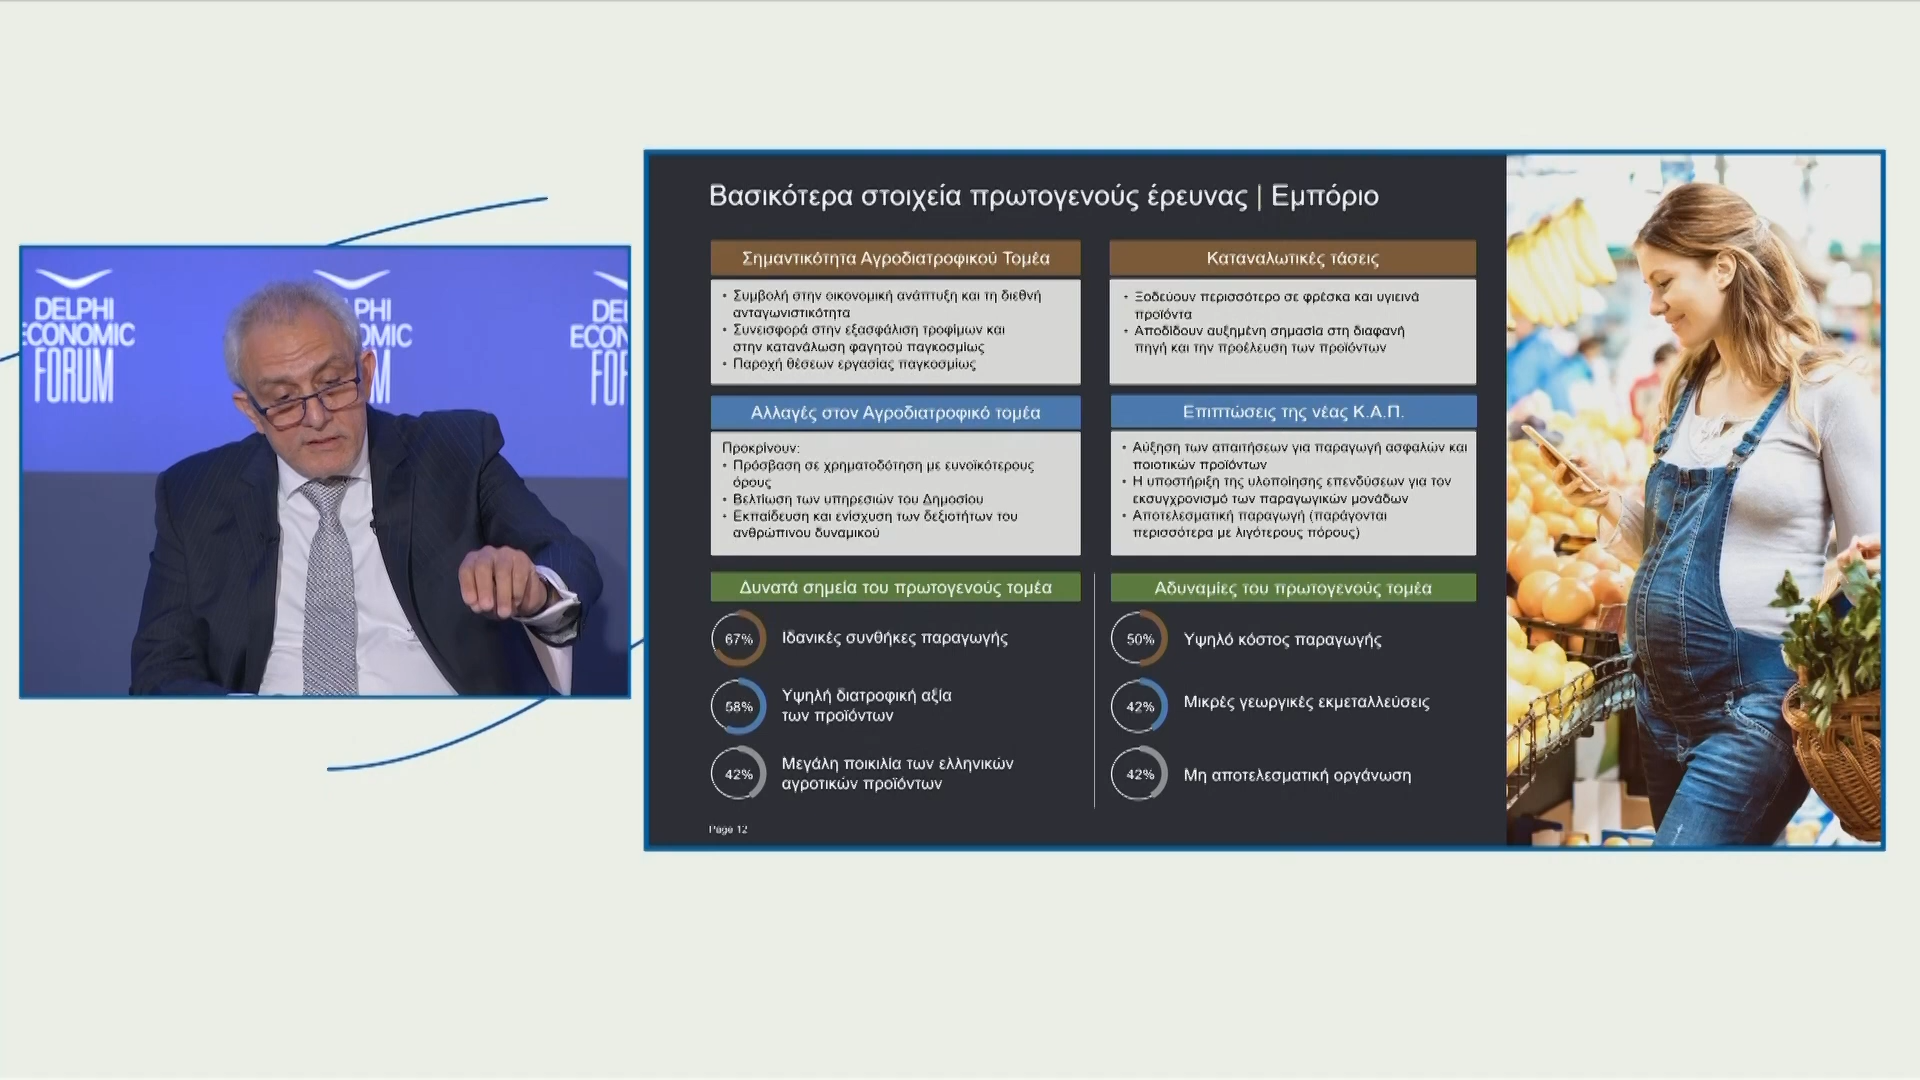 DELPHI
ECONOMIC
FORUM
Βασικότερα στοιχεία πρωτογενούς έρευνας | Εμπόριο
Σημαντικότητα Αγροδιατροφικού Τομέα
• Συμβολή στην οικονομική ανάπτυξη και τη διεθνή
ανταγωνιστικότητα
• Συνεισφορά στην εξασφάλιση τροφίμων και
στην κατανάλωση φαγητού παγκοσμίως
• Παροχή θέσεων εργασίας παγκοσμίως
Καταναλωτικές τάσεις
• Ξοδεύουν περισσότερο σε φρέσκα και υγιεινά
προϊόντα
• Αποδίδουν αυξημένη σημασία στη διαφανή
πηγή και την προέλευση των προϊόντων
Αλλαγές στον Αγροδιατροφικό τομέα
Προκρίνουν:
• Πρόσβαση σε χρηματοδότηση με ευνοϊκότερους
όρους
• Βελτίωση των υπηρεσιών του Δημοσίου
• Εκπαίδευση και ενίσχυση των δεξιοτήτων του
ανθρώπινου δυναμικού
Επιπτώσεις της νέας Κ.Α.Π.
• Αύξηση των απαιτήσεων για παραγωγή ασφαλών και
ποιοτικών προϊόντων
• Η υποστήριξη της υλοποίησης επενδύσεων για τον
εκσυγχρονισμό των παραγωγικών μονάδων
• Αποτελεσματική παραγωγή (παράγονται
περισσότερα με λιγότερους πόρους)
Δυνατά σημεία του πρωτογενούς τομέα
67% Ιδανικές συνθήκες παραγωγής
58% Υψηλή διατροφική αξία
των προϊόντων
42% Μεγάλη ποικιλία των ελληνικών
αγροτικών προϊόντων
Αδυναμίες του πρωτογενούς τομέα
50% Υψηλό κόστος παραγωγής
42% Μικρές γεωργικές εκμεταλλεύσεις
42% Μη αποτελεσματική οργάνωση
Page 12